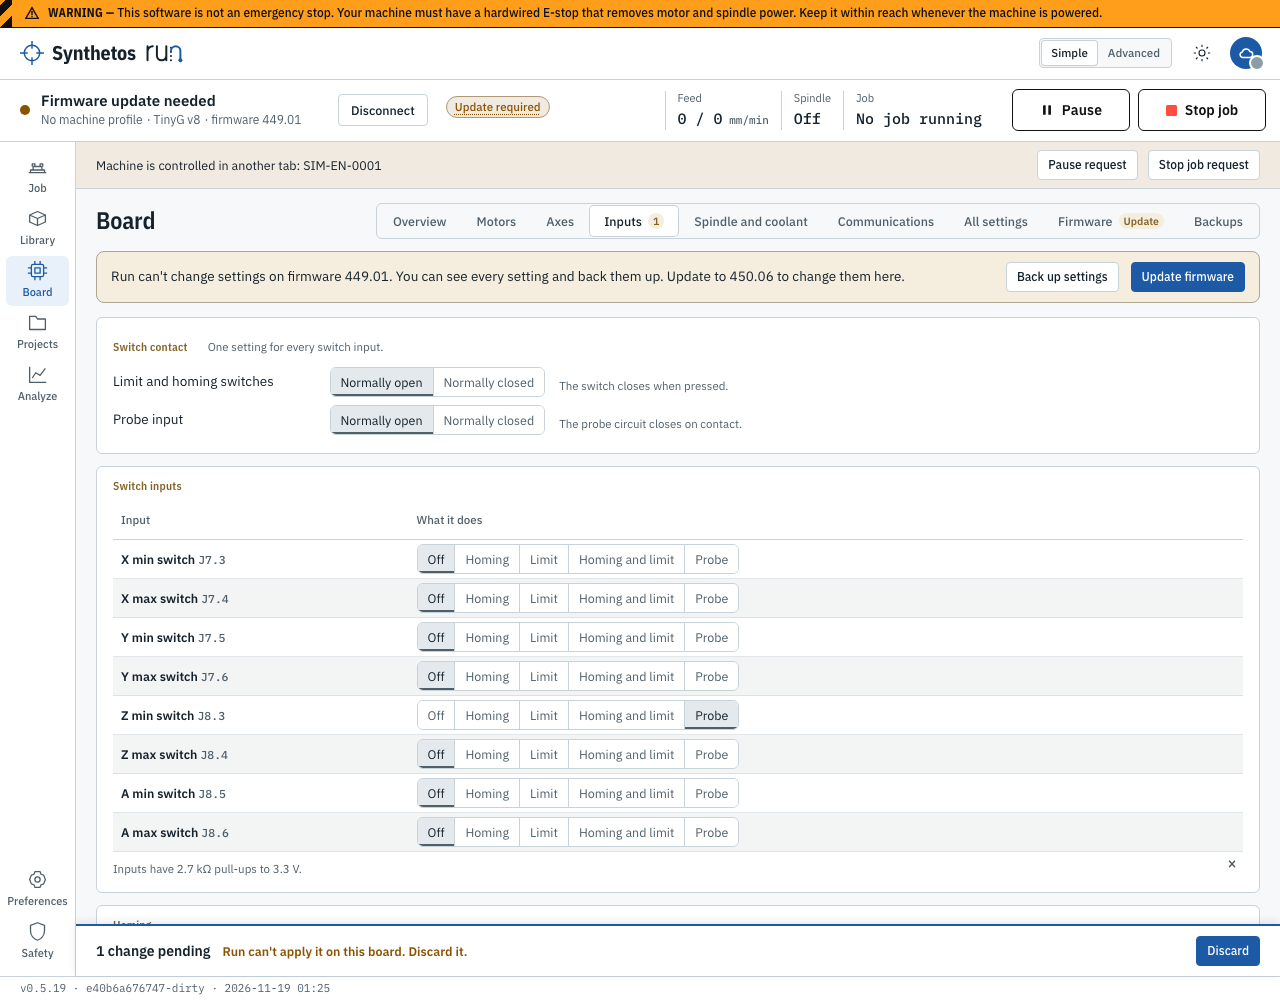 WARNING — This software is not an emergency stop. Your machine must have a hardwired E-stop that removes motor and spindle power. Keep it within reach whenever the machine is powered.
Synthetos run
Simple Advanced
Firmware update needed
No machine profile · TinyG v8 · firmware 449.01
Disconnect
Update required
Feed
0 / 0 mm/min
Spindle
Off
Job
No job running
Pause
Stop job
Job
Library
Board
Projects
Analyze
Preferences
Safety
Machine is controlled in another tab: SIM-EN-0001
Pause request
Stop job request
Board
Overview Motors Axes Inputs 1 Spindle and coolant Communications All settings Firmware Update Backups
Run can't change settings on firmware 449.01. You can see every setting and back them up. Update to 450.06 to change them here.
Back up settings
Update firmware
Switch contact One setting for every switch input.
Limit and homing switches Normally open Normally closed The switch closes when pressed.
Probe input Normally open Normally closed The probe circuit closes on contact.
Switch inputs
Input What it does
X min switch J7.3 Off Homing Limit Homing and limit Probe
X max switch J7.4 Off Homing Limit Homing and limit Probe
Y min switch J7.5 Off Homing Limit Homing and limit Probe
Y max switch J7.6 Off Homing Limit Homing and limit Probe
Z min switch J8.3 Off Homing Limit Homing and limit Probe
Z max switch J8.4 Off Homing Limit Homing and limit Probe
A min switch J8.5 Off Homing Limit Homing and limit Probe
A max switch J8.6 Off Homing Limit Homing and limit Probe
Inputs have 2.7 kΩ pull-ups to 3.3 V.
Homing
1 change pending Run can't apply it on this board. Discard it.
Discard
v0.5.19 · e40b6a676747-dirty · 2026-11-19 01:25